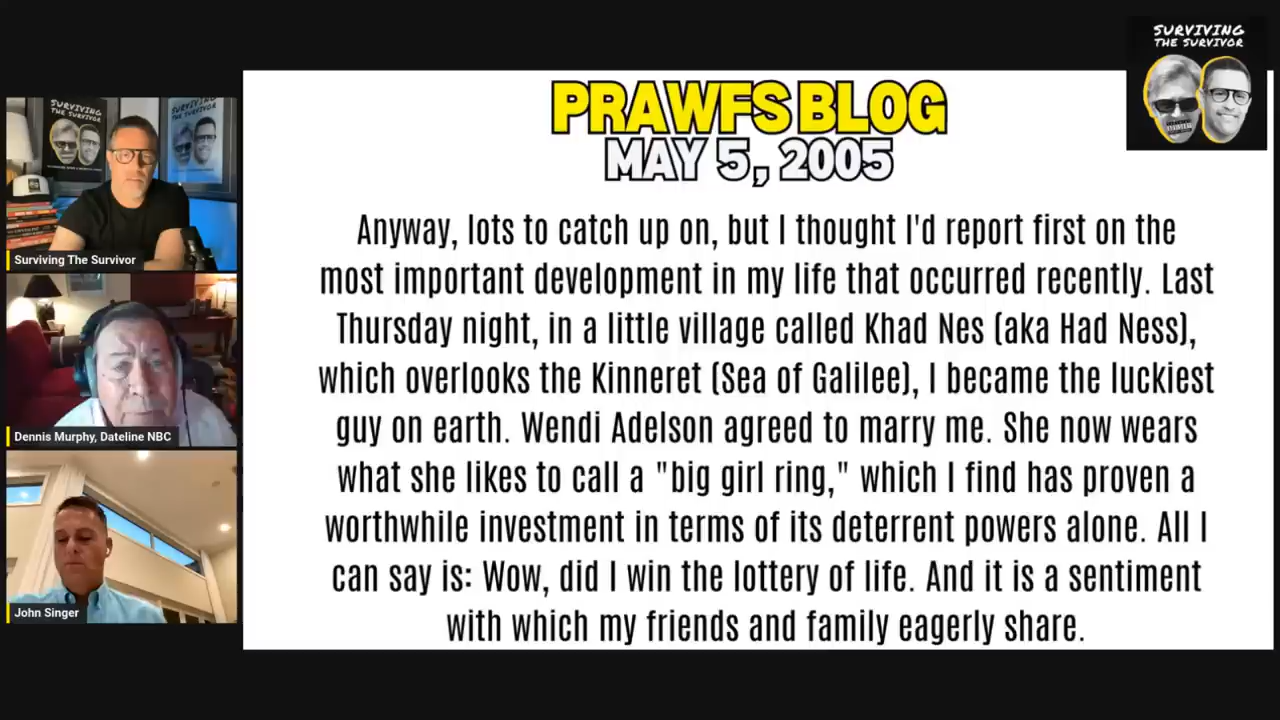 SURVIVING
THE SURVIVOR
PRAWFS BLOG
MAY 5, 2005
Anyway, lots to catch up on, but I thought I'd report first on the
most important development in my life that occurred recently. Last
Thursday night, in a little village called Khad Nes (aka Had Ness),
which overlooks the Kinneret (Sea of Galilee), I became the luckiest
guy on earth. Wendi Adelson agreed to marry me. She now wears
what she likes to call a "big girl ring," which I find has proven a
worthwhile investment in terms of its deterrent powers alone. All I
can say is: Wow, did I win the lottery of life. And it is a sentiment
with which my friends and family eagerly share.
SURVIVING
THE SURVIVOR
Surviving The Survivor
Dennis Murphy, Dateline NBC
John Singer